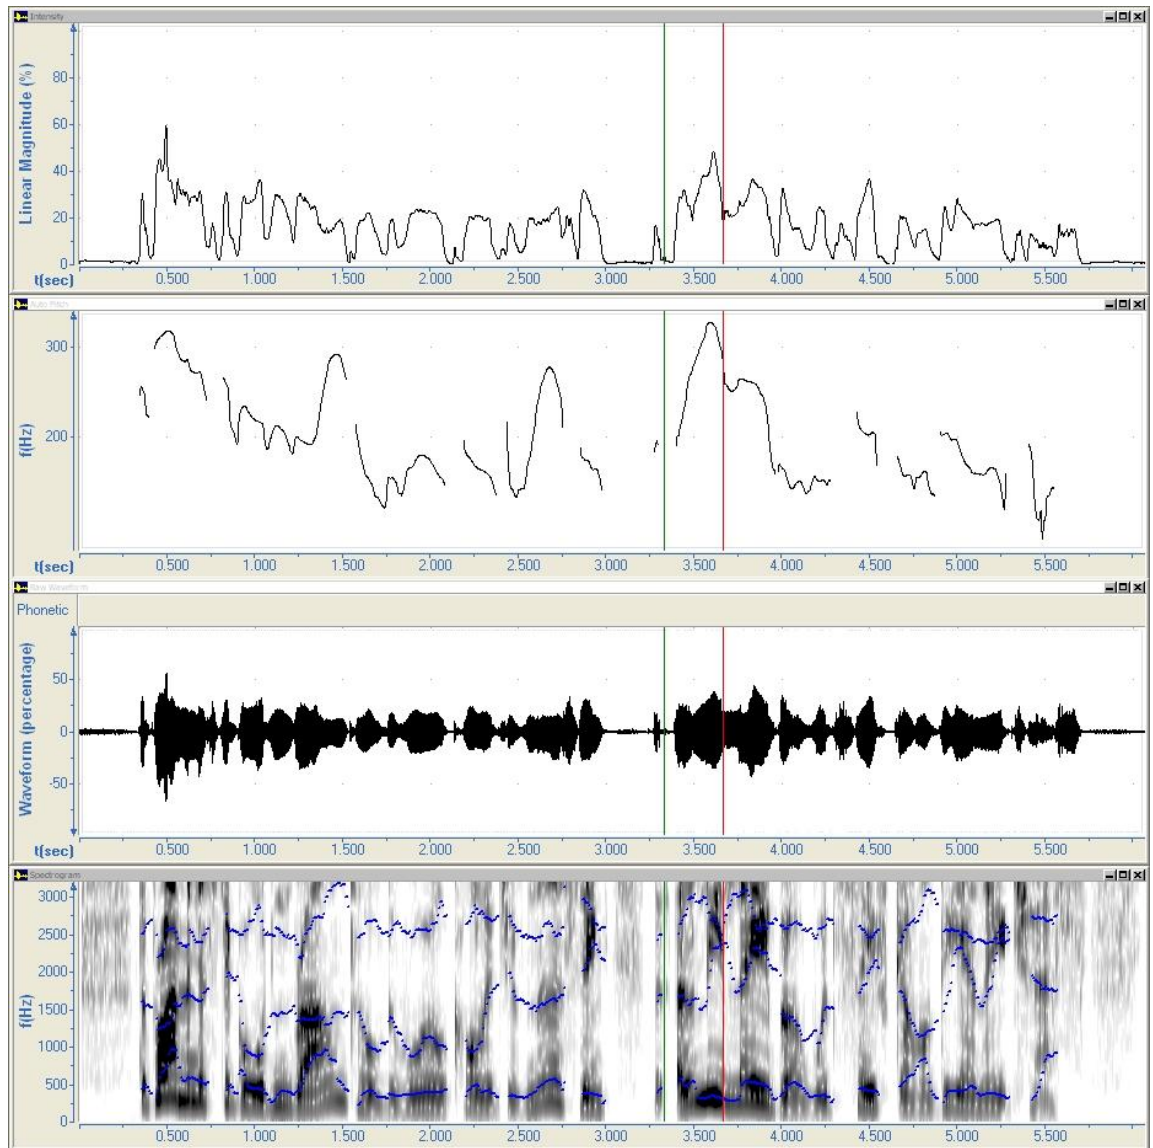 Intensity
Linear Magnitude (%)
80
60
40
20
0
t(sec)
0.500 1.000 1.500 2.000 2.500 3.000 3.500 4.000 4.500 5.000 5.500
Auto Pitch
f(Hz)
300
200
t(sec)
0.500 1.000 1.500 2.000 2.500 3.000 3.500 4.000 4.500 5.000 5.500
Raw Waveform
Phonetic
Waveform (percentage)
50
0
-50
t(sec)
0.500 1.000 1.500 2.000 2.500 3.000 3.500 4.000 4.500 5.000 5.500
Spectrogram
f(Hz)
3000
2500
2000
1500
1000
500
0
t(sec)
0.500 1.000 1.500 2.000 2.500 3.000 3.500 4.000 4.500 5.000 5.500